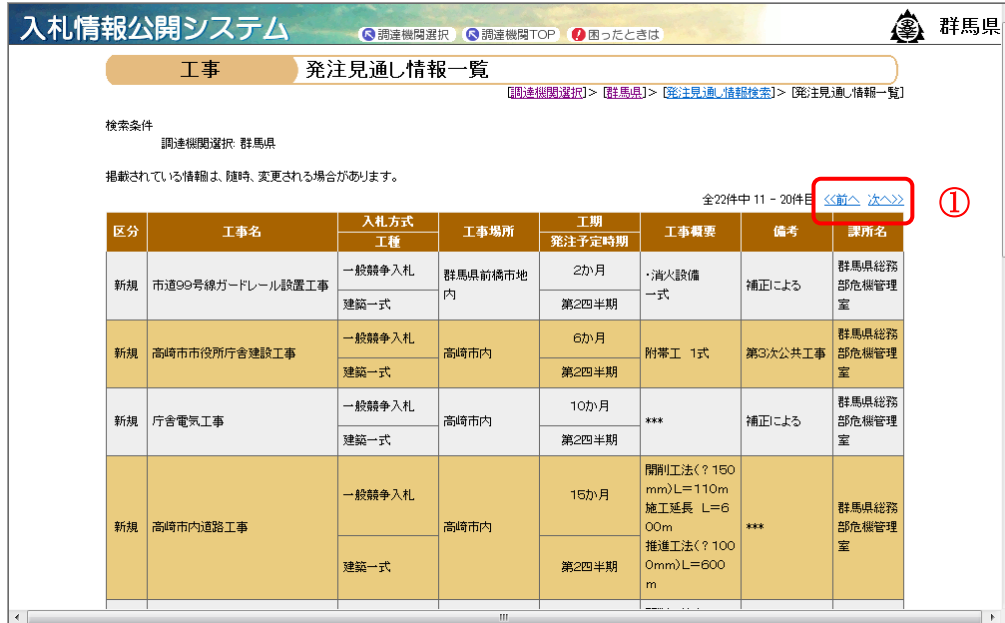 入札情報公開システム
調達機関選択 調達機関TOP 困ったときは
群馬県
工事 発注見通し情報一覧
[調達機関選択]> [群馬県]> [発注見通し情報検索]> [発注見通し情報一覧]
検索条件
調達機関選択: 群馬県
掲載されている情報は、随時、変更される場合があります。
全22件中 11 - 20件目 <<前へ 次へ>> ①
区分 工事名 入札方式 工事場所 工期 工事概要 備考 課所名
工種 発注予定時期
新規 市道99号線ガードレール設置工事 一般競争入札 群馬県前橋市地 2か月 ・消火設備 補正による 群馬県総務
建築一式 内 第2四半期 一式 部危機管理
室
新規 高崎市市役所庁舎建設工事 一般競争入札 高崎市内 6か月 附帯工 1式 第3次公共工事 群馬県総務
建築一式 第2四半期 部危機管理
室
新規 庁舎電気工事 一般競争入札 高崎市内 10か月 *** 補正による 群馬県総務
建築一式 第2四半期 部危機管理
室
新規 高崎市内道路工事 一般競争入札 高崎市内 15か月 開削工法(?150 *** 群馬県総務
建築一式 第2四半期 mm)L=110m 部危機管理
施工延長 L=6 室
00m
推進工法(?100
0mm)L=600
m